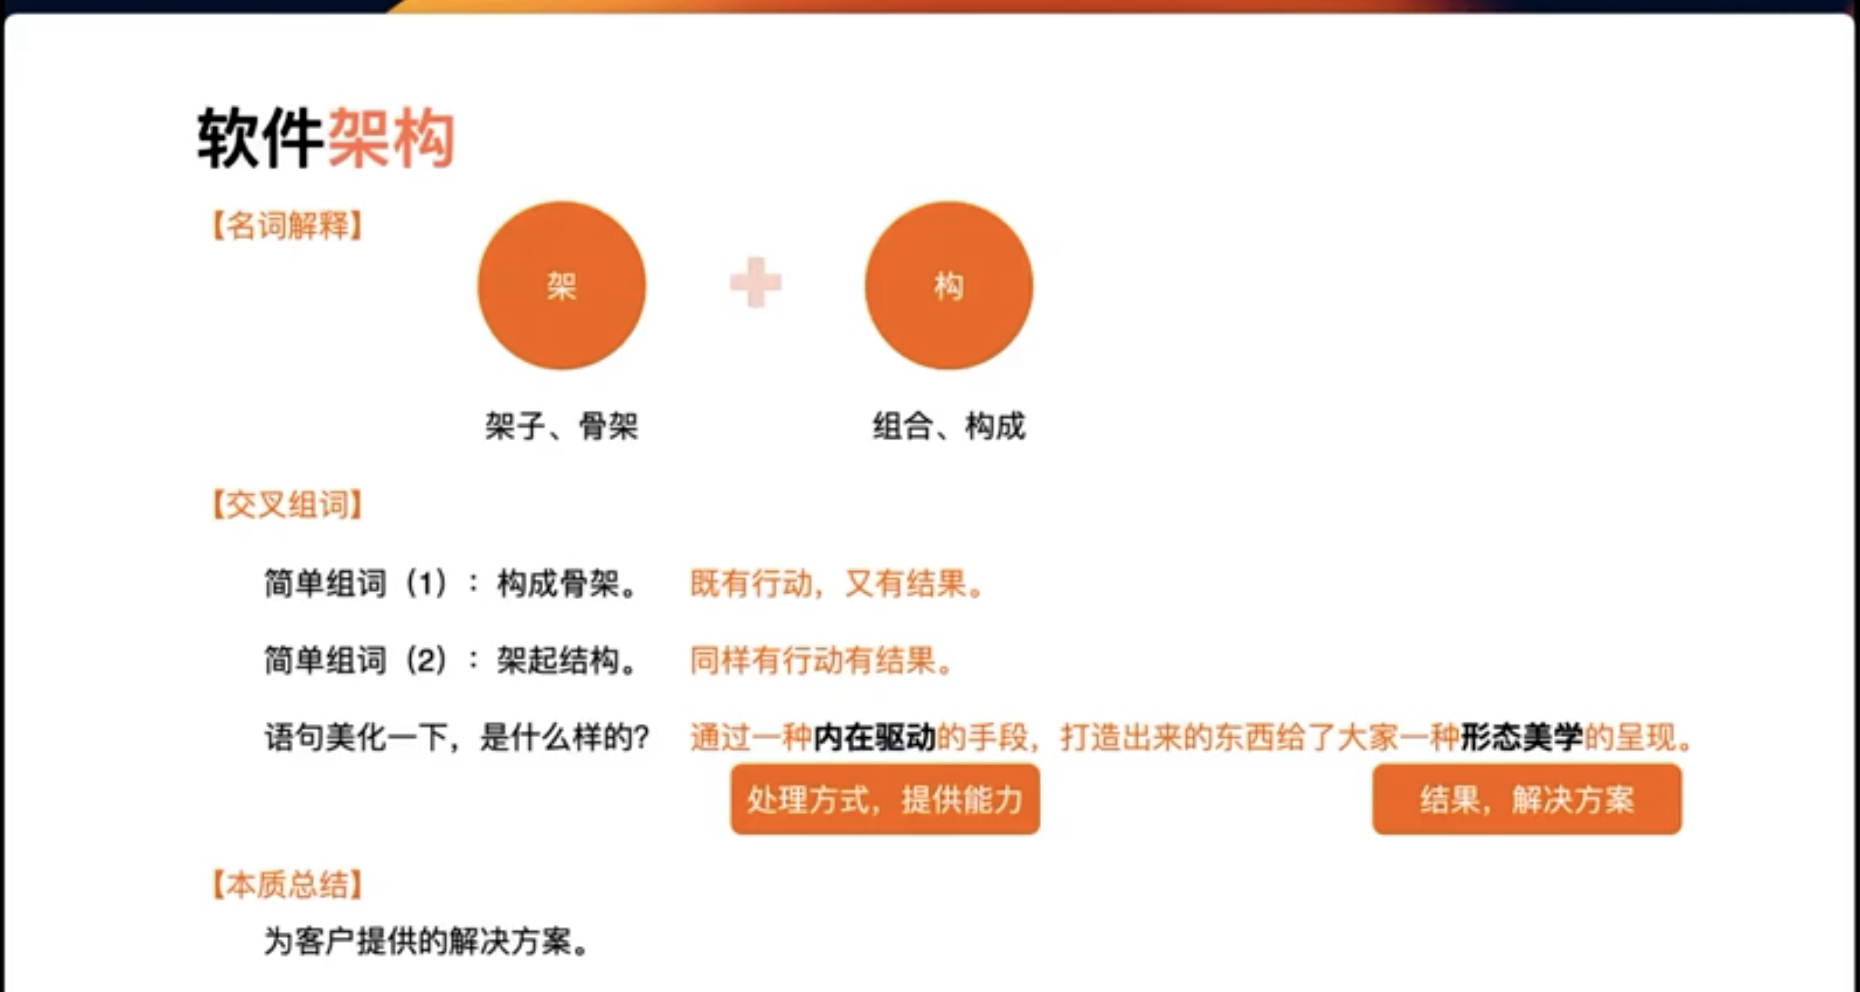 软件架构
【名词解释】
架
构
架子、骨架
组合、构成
【交叉组词】
简单组词（1）：构成骨架。 既有行动，又有结果。
简单组词（2）：架起结构。 同样有行动有结果。
语句美化一下，是什么样的？ 通过一种内在驱动的手段，打造出来的东西给了大家一种形态美学的呈现。
处理方式，提供能力
结果，解决方案
【本质总结】
为客户提供的解决方案。